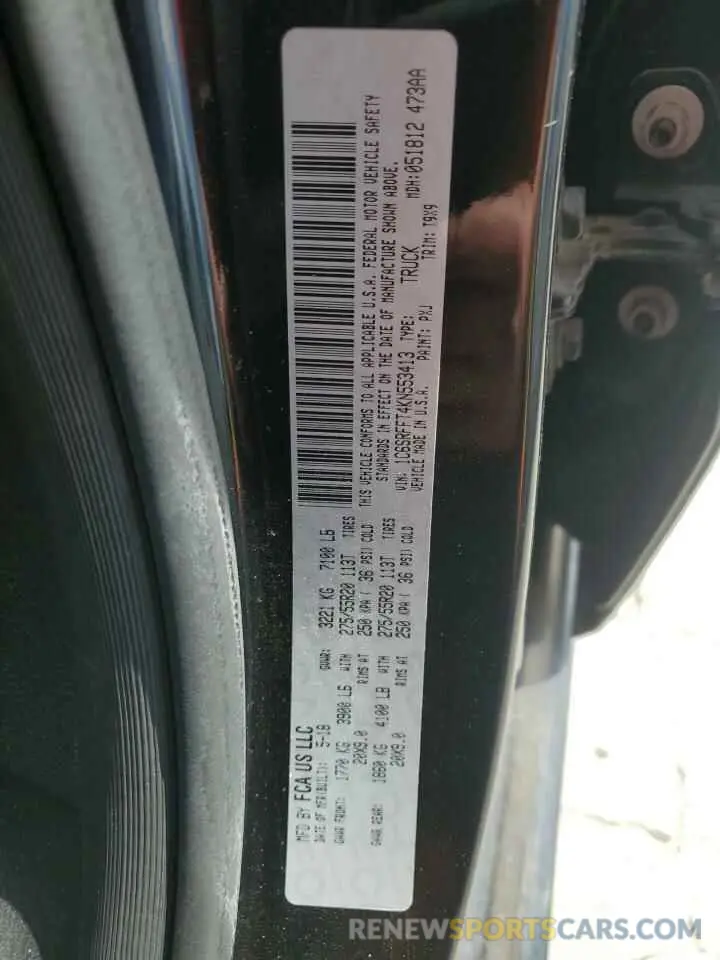 MFD BY FCA US LLC
DATE OF MFR(BUILT): 5-18 GVWR: 3221 KG 7100 LB
GAWR FRONT: 1770 KG 3900 LB WITH 275/55R20 113T TIRES
20X9.0 RIMS AT 250 KPA ( 36 PSI) COLD
GAWR REAR: 1860 KG 4100 LB WITH 275/55R20 113T TIRES
20X9.0 RIMS AT 250 KPA ( 36 PSI) COLD
THIS VEHICLE CONFORMS TO ALL APPLICABLE U.S.A. FEDERAL MOTOR VEHICLE SAFETY
STANDARDS IN EFFECT ON THE DATE OF MANUFACTURE SHOWN ABOVE.
VIN: 1C6SRFFT4KN553413 TYPE: TRUCK MDH:051812 473AA
VEHICLE MADE IN U.S.A. PAINT: PXJ TRIM: T9X9
RENEWSPORTSCARS.COM